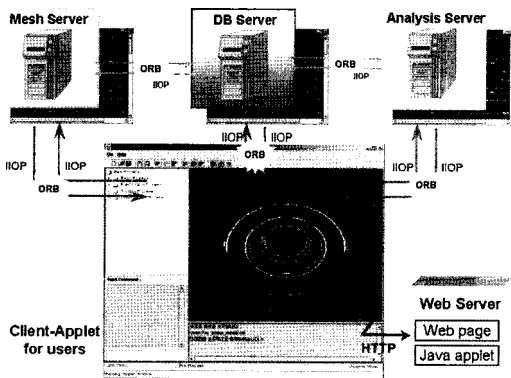 Mesh Server
DB Server
Analysis Server
ORB
IIOP
ORB
IIOP
IIOP
IIOP
ORB
IIOP
IIOP
ORB
IIOP
IIOP
ORB
Client-Applet
for users
HTTP
Web Server
Web page
Java applet